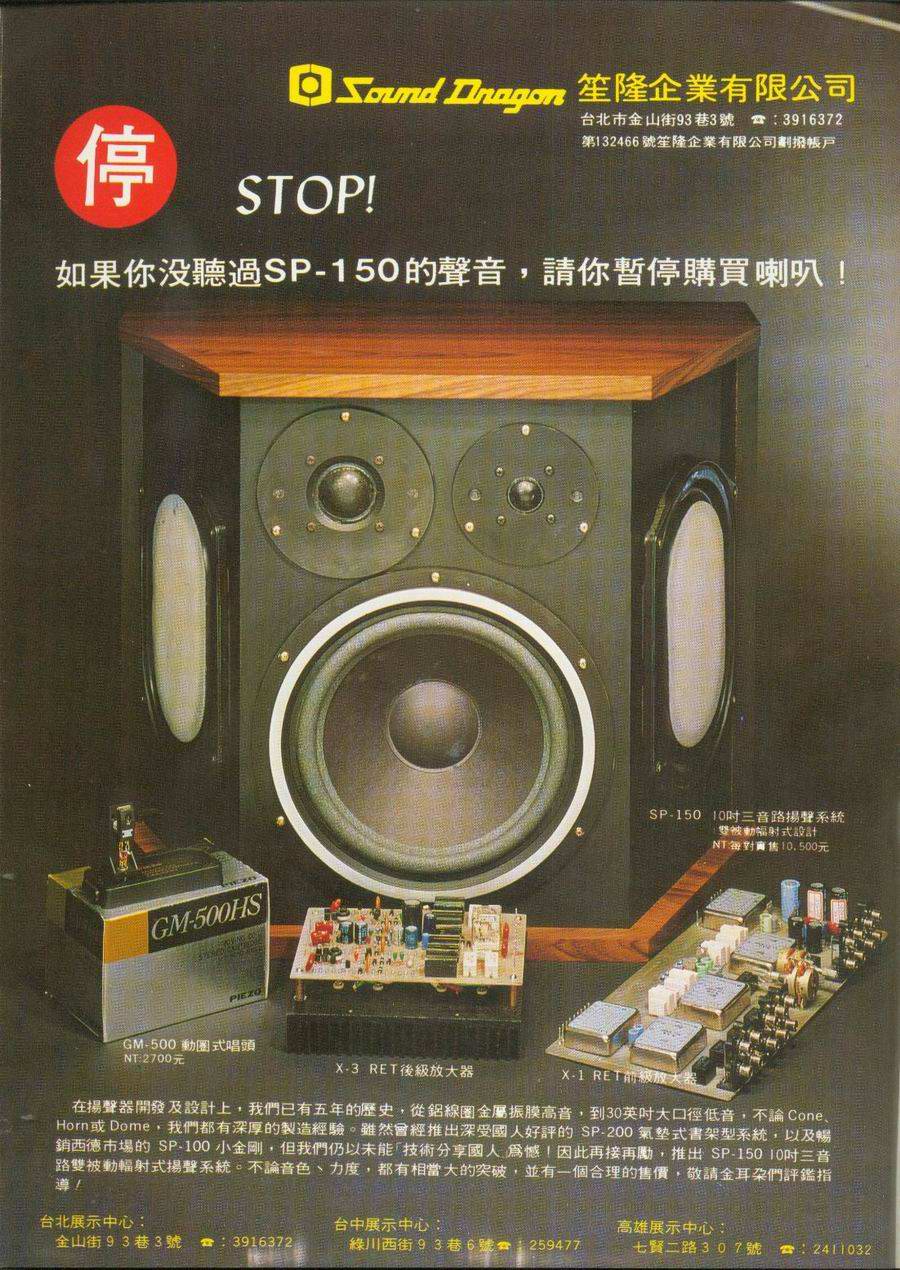 Sound Dragon 笙隆企業有限公司
台北市金山街93巷3號 ☎：3916372
第132466號笙隆企業有限公司劃撥帳戶
停
STOP!
如果你没聽過SP-150的聲音，請你暫停購買喇叭！
SP-150 10吋三音路揚聲系統
雙被動輻射式設計
NT:每對實售10,500元
PIEZO
GM-500HS
PIEZO
GM-500 動圈式唱頭
NT:2700元
X-3 RET後級放大器
X-1 RET前級放大器
在揚聲器開發及設計上，我們已有五年的歷史，從鋁線圈金屬振膜高音，到30英吋大口徑低音，不論Cone、
Horn或Dome，我們都有深厚的製造經驗。雖然曾經推出深受國人好評的 SP-200 氣墊式書架型系統，以及暢
銷西德市場的 SP-100 小金剛，但我們仍以未能「技術分享國人」爲憾！因此再接再勵，推出 SP-150 10吋三音
路雙被動輻射式揚聲系統。不論音色、力度，都有相當大的突破，並有一個合理的售價，敬請金耳朶們評鑑指
導！
台北展示中心：
金山街93巷3號 ☎：3916372
台中展示中心：
綠川西街93巷6號☎：259477
高雄展示中心：
七賢二路307號 ☎：2411032